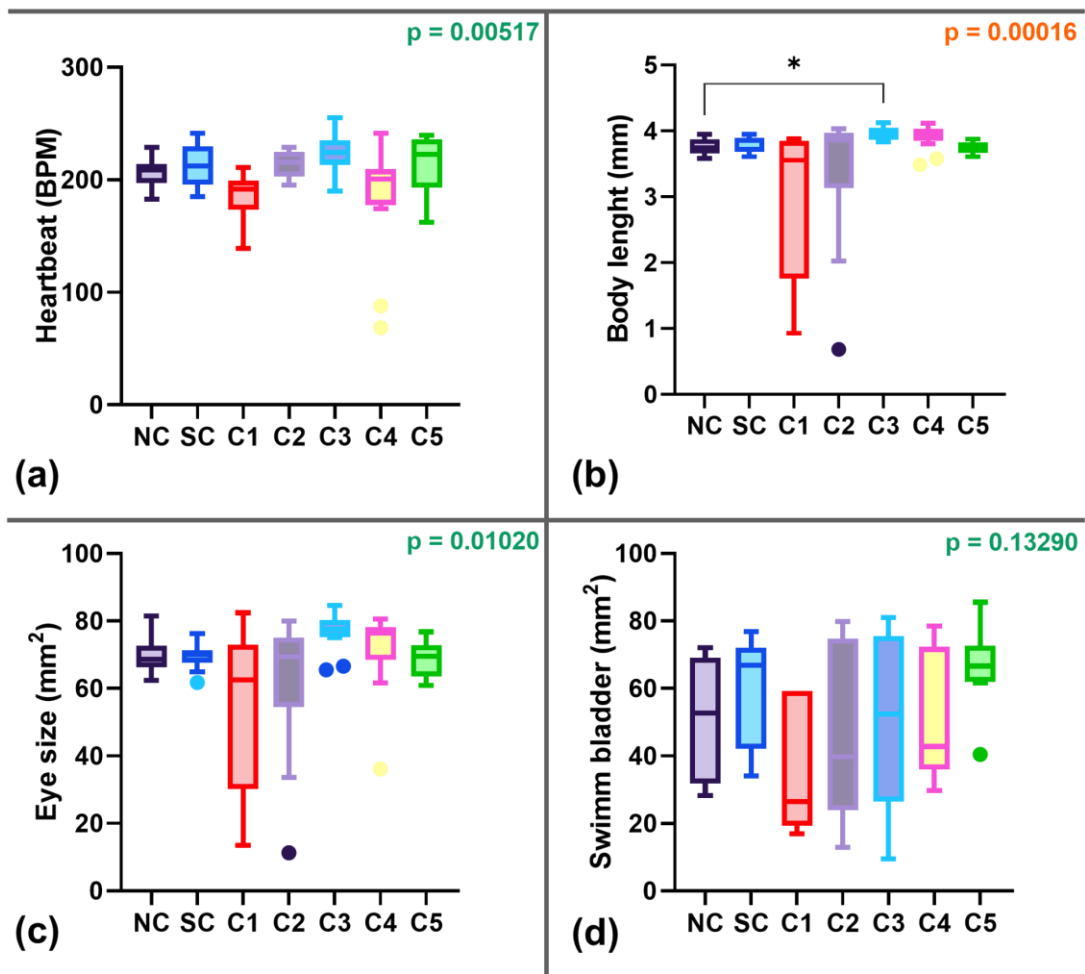 p = 0.00517
300
200
100
0
Heartbeat (BPM)
NC SC C1 C2 C3 C4 C5
(a)
p = 0.00016
*
5
4
3
2
1
0
Body lenght (mm)
NC SC C1 C2 C3 C4 C5
(b)
p = 0.01020
100
80
60
40
20
0
Eye size (mm²)
NC SC C1 C2 C3 C4 C5
(c)
p = 0.13290
100
80
60
40
20
0
Swimm bladder (mm²)
NC SC C1 C2 C3 C4 C5
(d)